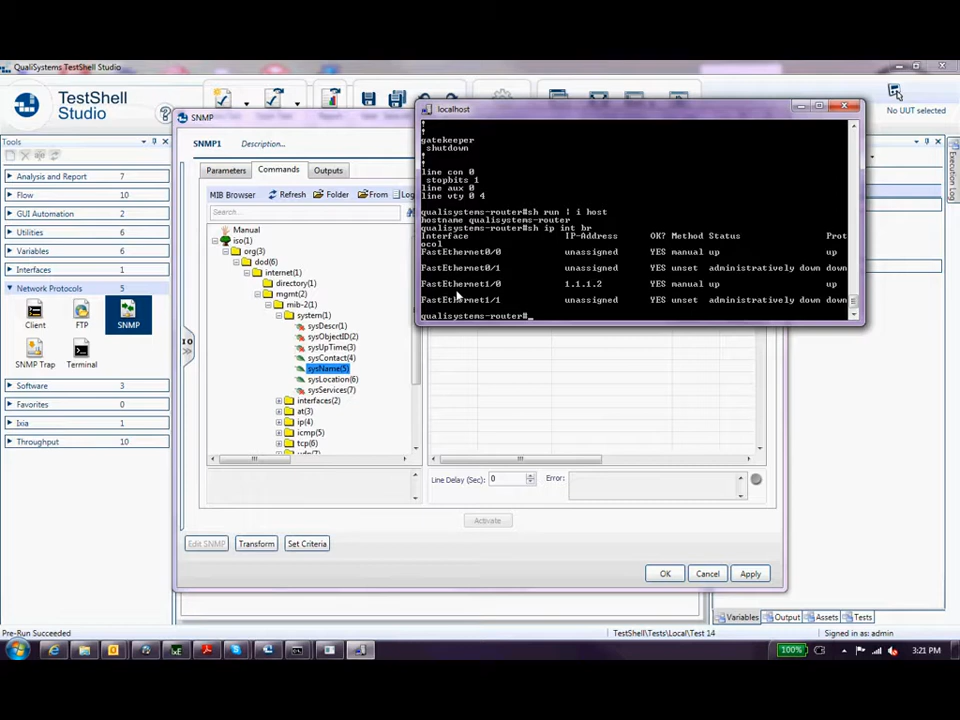 QualiSystems TestShell Studio
TestShell
Studio
No UUT selected
Tools
Analysis and Report 7
Flow 10
GUI Automation 2
Utilities 6
Variables 6
Interfaces 1
Network Protocols 5
Client
FTP
SNMP
SNMP Trap
Terminal
Software 3
Favorites 0
Ixia 1
Throughput 10
SNMP
SNMP1 Description...
Parameters Commands Outputs
MIB Browser Refresh Folder From Log
Search...
Manual
iso(1)
org(3)
dod(6)
internet(1)
directory(1)
mgmt(2)
mib-2(1)
system(1)
sysDescr(1)
sysObjectID(2)
sysUpTime(3)
sysContact(4)
sysName(5)
sysLocation(6)
sysServices(7)
interfaces(2)
at(3)
ip(4)
icmp(5)
tcp(6)
localhost
!
!
gatekeeper
shutdown
!
!
line con 0
stopbits 1
line aux 0
line vty 0 4
qualisystems-router#sh run | i host
hostname qualisystems-router
qualisystems-router#sh ip int br
Interface IP-Address OK? Method Status Prot
ocol
FastEthernet0/0 unassigned YES manual up up
FastEthernet0/1 unassigned YES unset administratively down down
FastEthernet1/0 1.1.1.2 YES manual up up
FastEthernet1/1 unassigned YES unset administratively down down
qualisystems-router#_
Execution Log
IO
Line Delay (Sec): 0 Error:
Activate
Edit SNMP Transform Set Criteria
OK Cancel Apply
Variables Output Assets Tests
Pre-Run Succeeded TestShell\Tests\Local\Test 14 Signed in as: admin
100% 3:21 PM